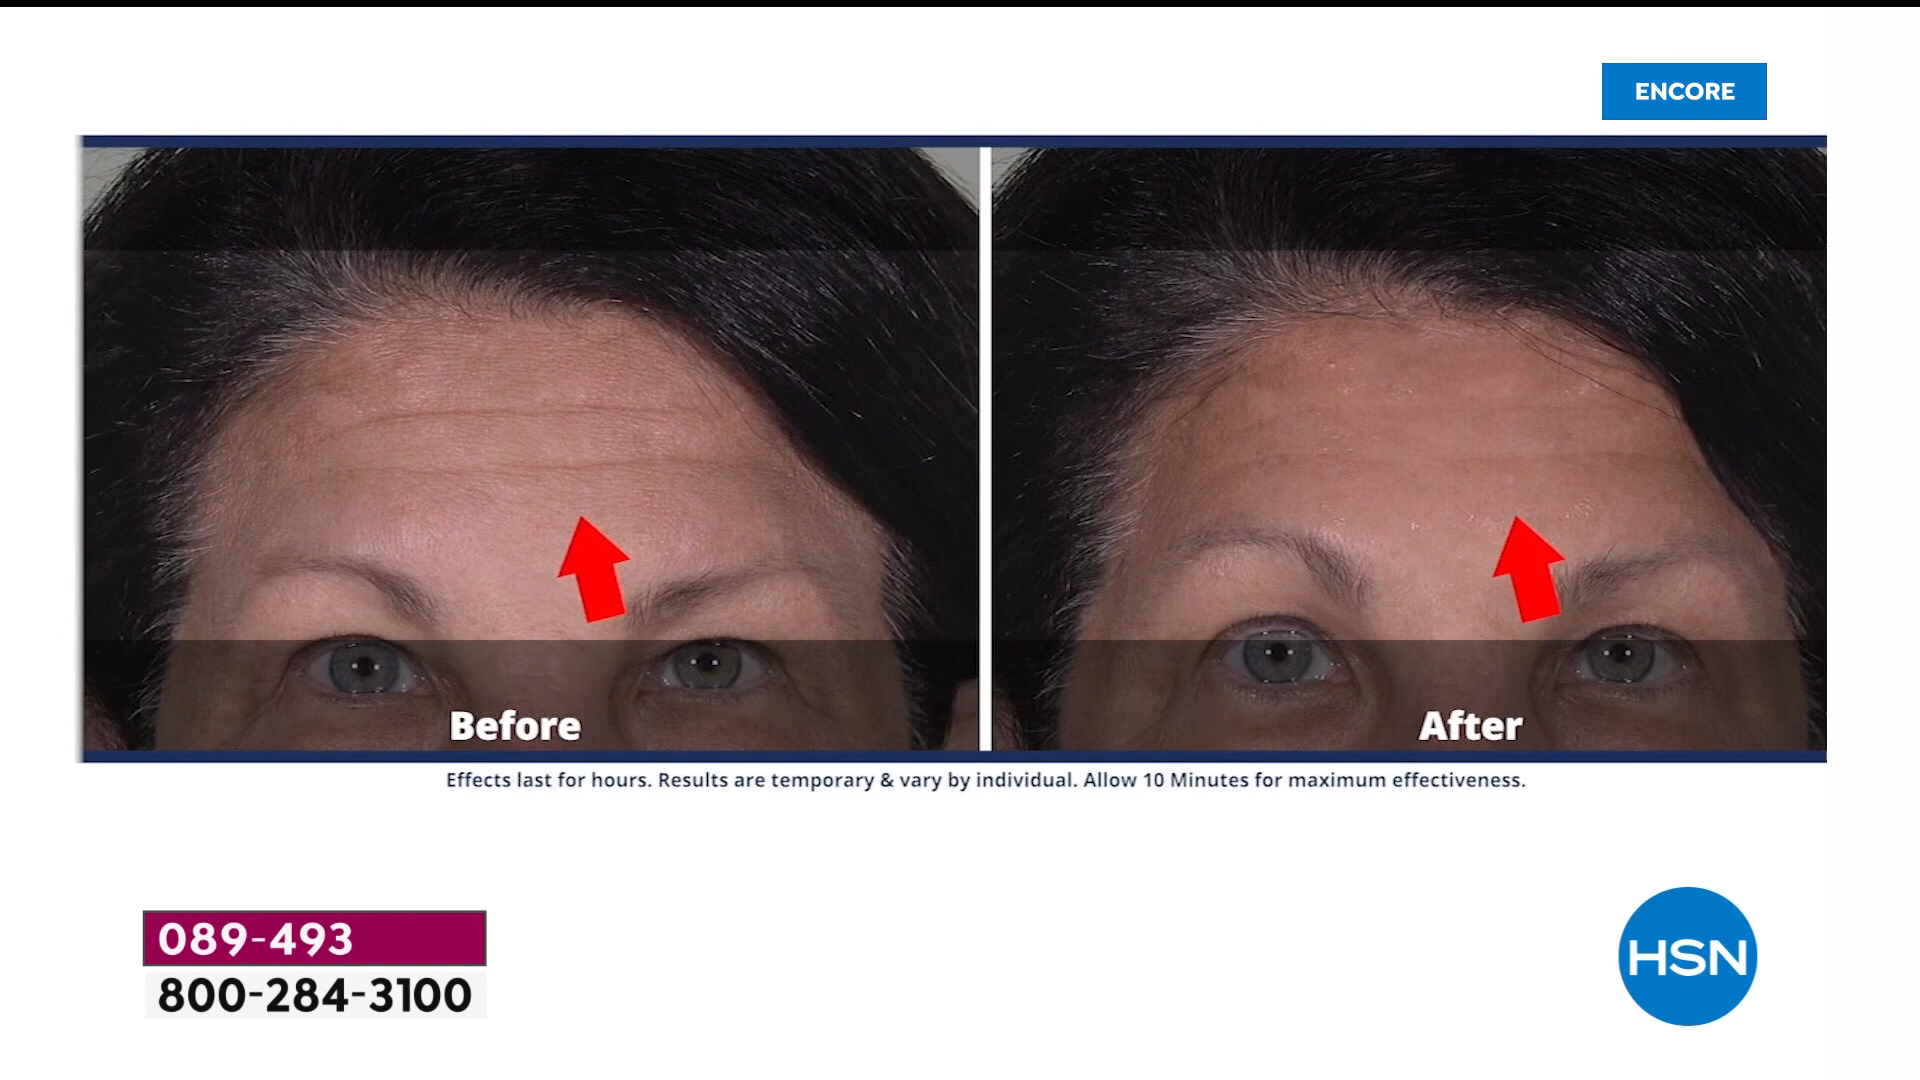 ENCORE
Before
After
Effects last for hours. Results are temporary & vary by individual. Allow 10 Minutes for maximum effectiveness.
089-493
800-284-3100
HSN